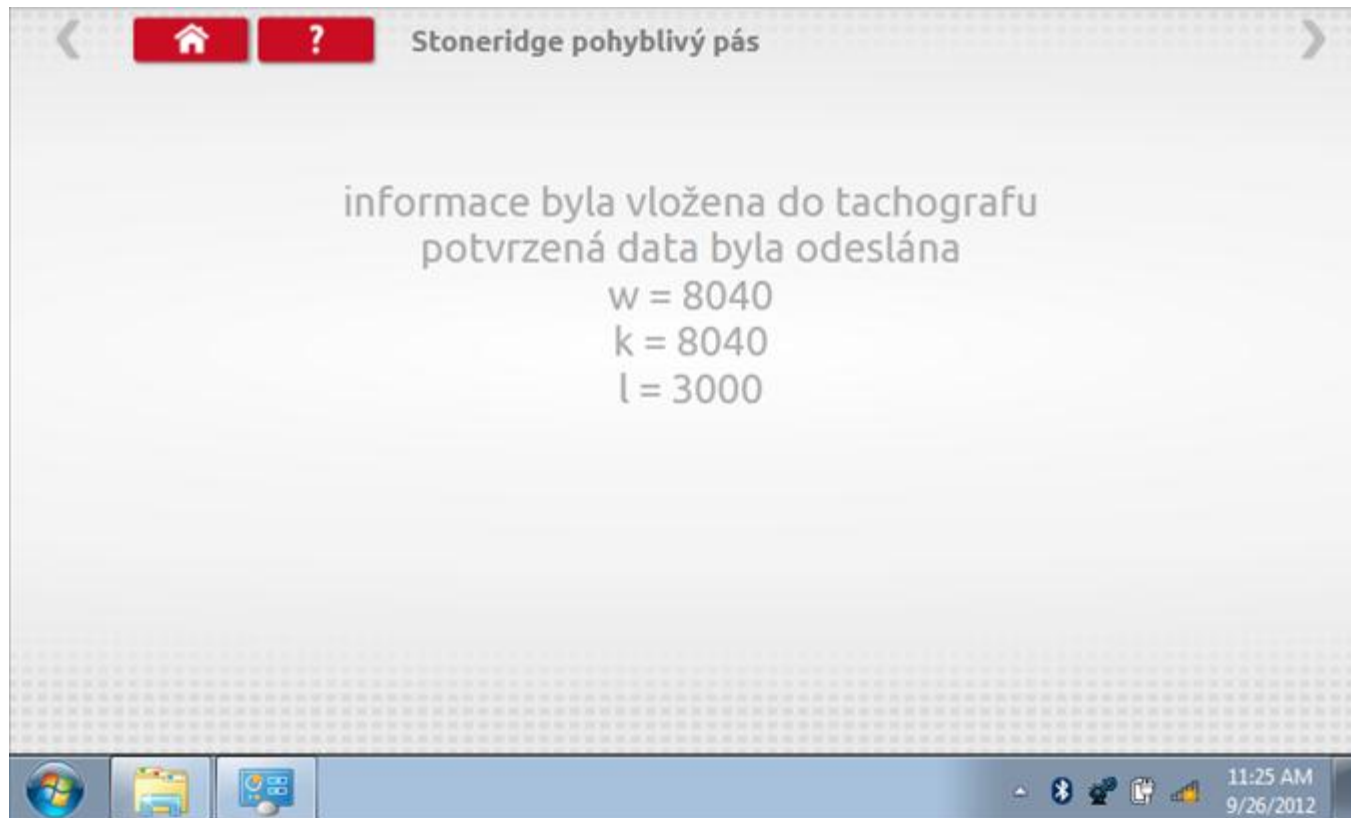 ? Stoneridge pohyblivý pás
informace byla vložena do tachografu
potvrzená data byla odeslána
w = 8040
k = 8040
l = 3000
11:25 AM
9/26/2012